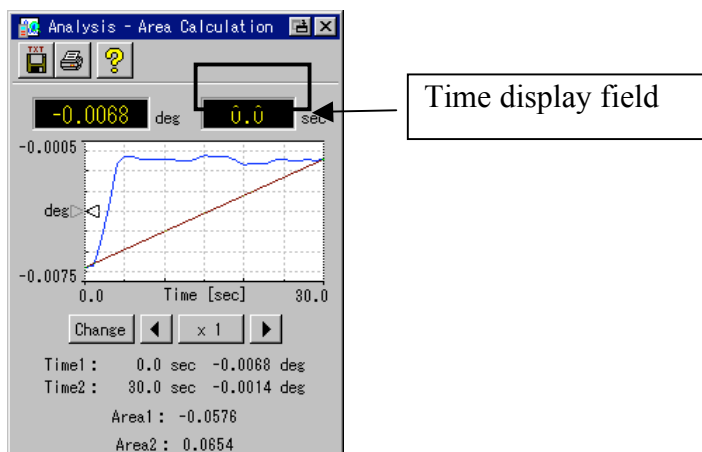 Analysis - Area Calculation
TXT
-0.0068 deg 0.0 sec
Time display field
-0.0005
deg
-0.0075
0.0 Time [sec] 30.0
Change x 1
Time1: 0.0 sec -0.0068 deg
Time2: 30.0 sec -0.0014 deg
Area1: -0.0576
Area2: 0.0654